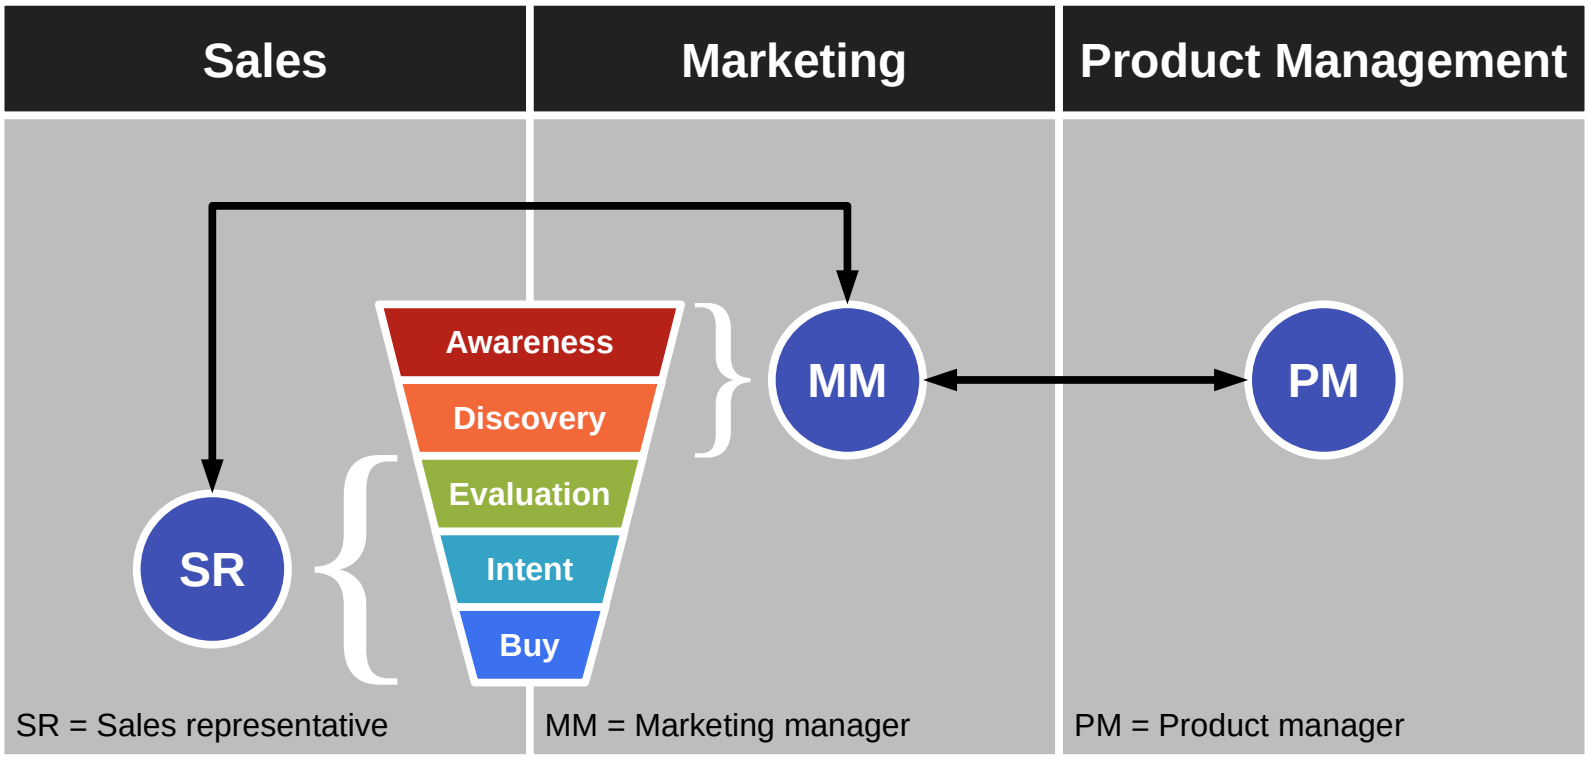 Sales
Marketing
Product Management
Awareness
Discovery
Evaluation
Intent
Buy
MM
PM
SR
SR = Sales representative
MM = Marketing manager
PM = Product manager